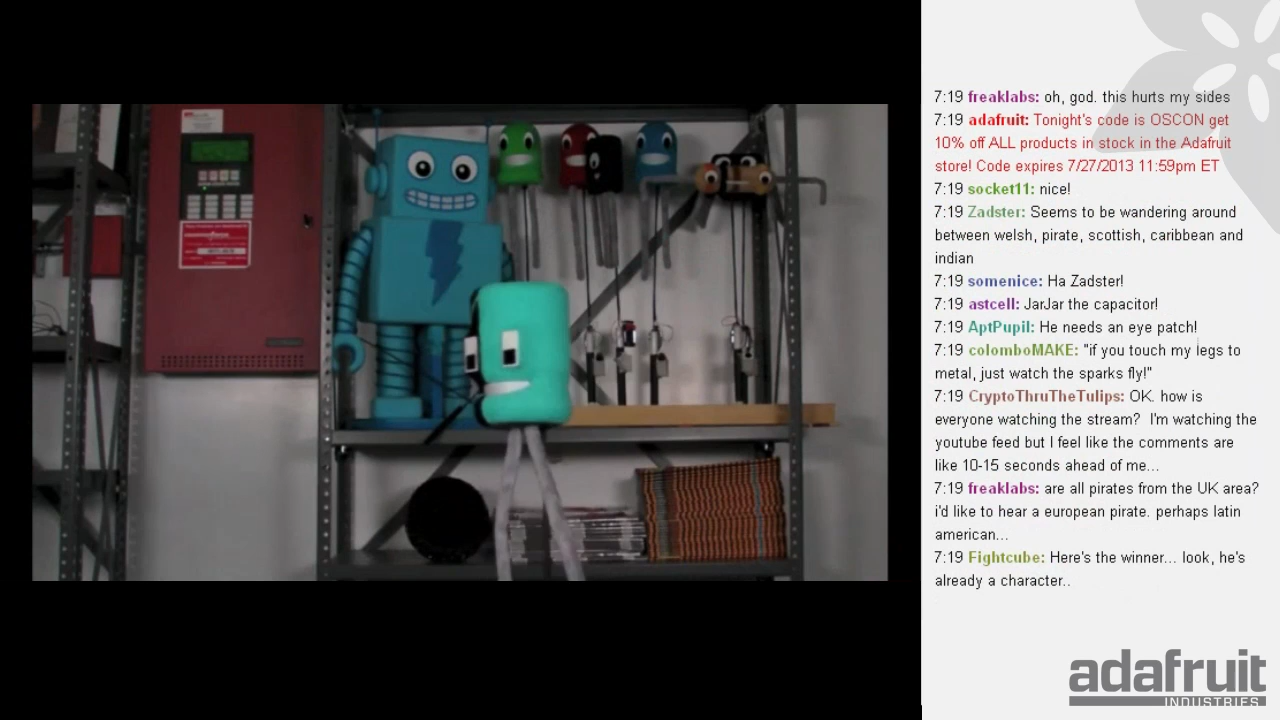 7:19 freaklabs: oh, god. this hurts my sides
7:19 adafruit: Tonight's code is OSCON get
10% off ALL products in stock in the Adafruit
store! Code expires 7/27/2013 11:59pm ET
7:19 socket11: nice!
7:19 Zadster: Seems to be wandering around
between welsh, pirate, scottish, caribbean and
indian
7:19 somenice: Ha Zadster!
7:19 astcell: JarJar the capacitor!
7:19 AptPupil: He needs an eye patch!
7:19 colomboMAKE: "if you touch my legs to
metal, just watch the sparks fly!"
7:19 CryptoThruTheTulips: OK. how is
everyone watching the stream? I'm watching the
youtube feed but I feel like the comments are
like 10-15 seconds ahead of me...
7:19 freaklabs: are all pirates from the UK area?
i'd like to hear a european pirate. perhaps latin
american...
7:19 Fightcube: Here's the winner... look, he's
already a character..
adafruit
INDUSTRIES